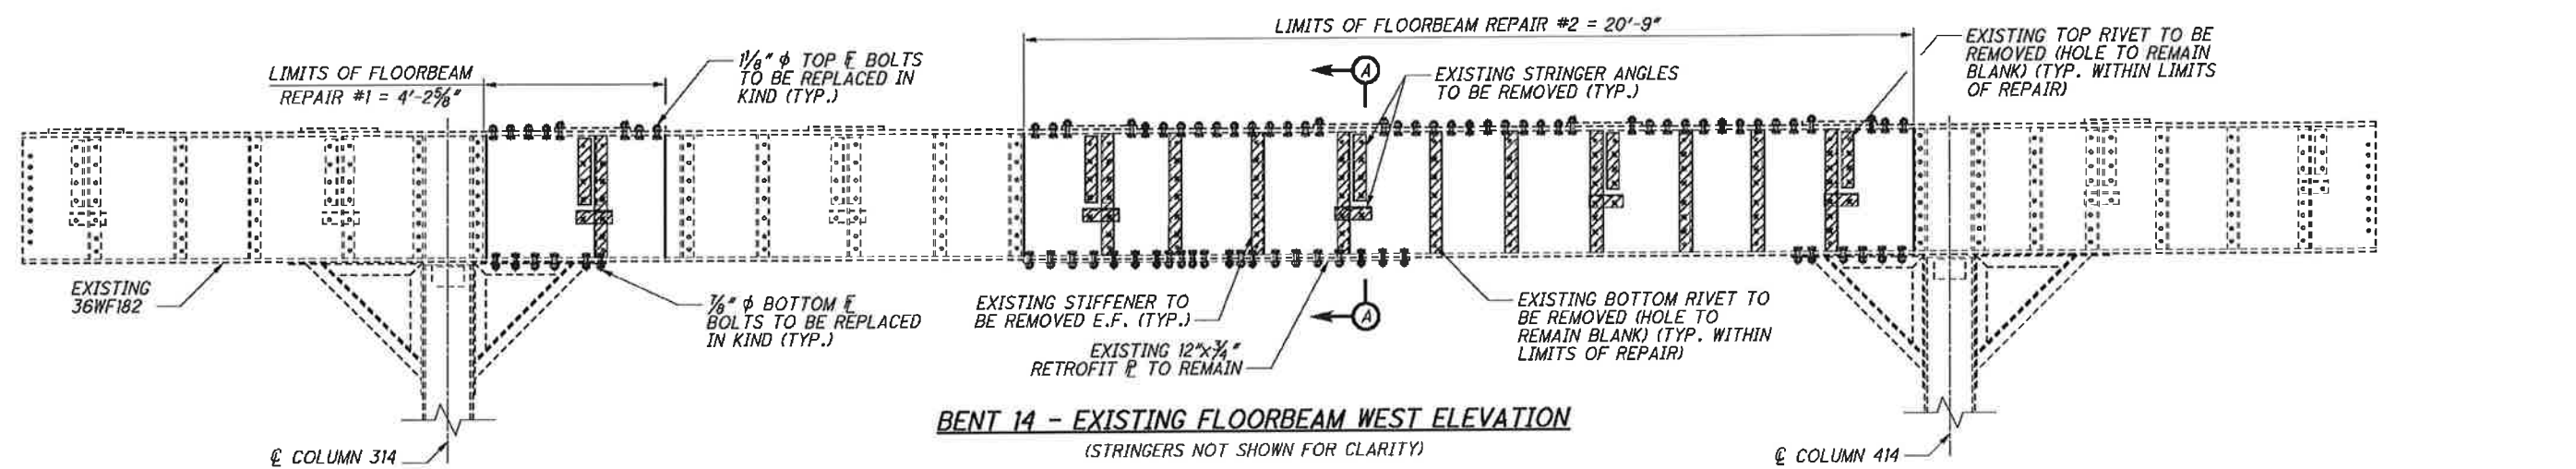 LIMITS OF FLOORBEAM
REPAIR #1 = 4'-2⅝"
1⅛" ϕ TOP FL BOLTS
TO BE REPLACED IN
KIND (TYP.)
LIMITS OF FLOORBEAM REPAIR #2 = 20'-9"
A
EXISTING STRINGER ANGLES
TO BE REMOVED (TYP.)
EXISTING TOP RIVET TO BE
REMOVED (HOLE TO REMAIN
BLANK) (TYP. WITHIN LIMITS
OF REPAIR)
EXISTING
36WF182
⅞" ϕ BOTTOM FL
BOLTS TO BE REPLACED
IN KIND (TYP.)
EXISTING STIFFENER TO
BE REMOVED E.F. (TYP.)
EXISTING 12"x¾"
RETROFIT PL TO REMAIN
A
EXISTING BOTTOM RIVET TO
BE REMOVED (HOLE TO
REMAIN BLANK) (TYP. WITHIN
LIMITS OF REPAIR)
BENT 14 - EXISTING FLOORBEAM WEST ELEVATION
(STRINGERS NOT SHOWN FOR CLARITY)
℄ COLUMN 314
℄ COLUMN 414